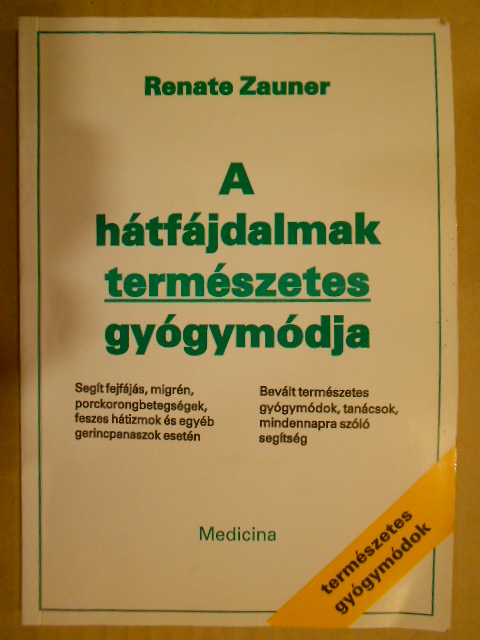 Renate Zauner
A
hátfájdalmak
természetes
gyógymódja
Segít fejfájás, migrén,
porckorongbetegségek,
feszes hátizmok és egyéb
gerincpanaszok esetén
Bevált természetes
gyógymódok, tanácsok,
mindennapra szóló
segítség
Medicina
természetes
gyógymódok